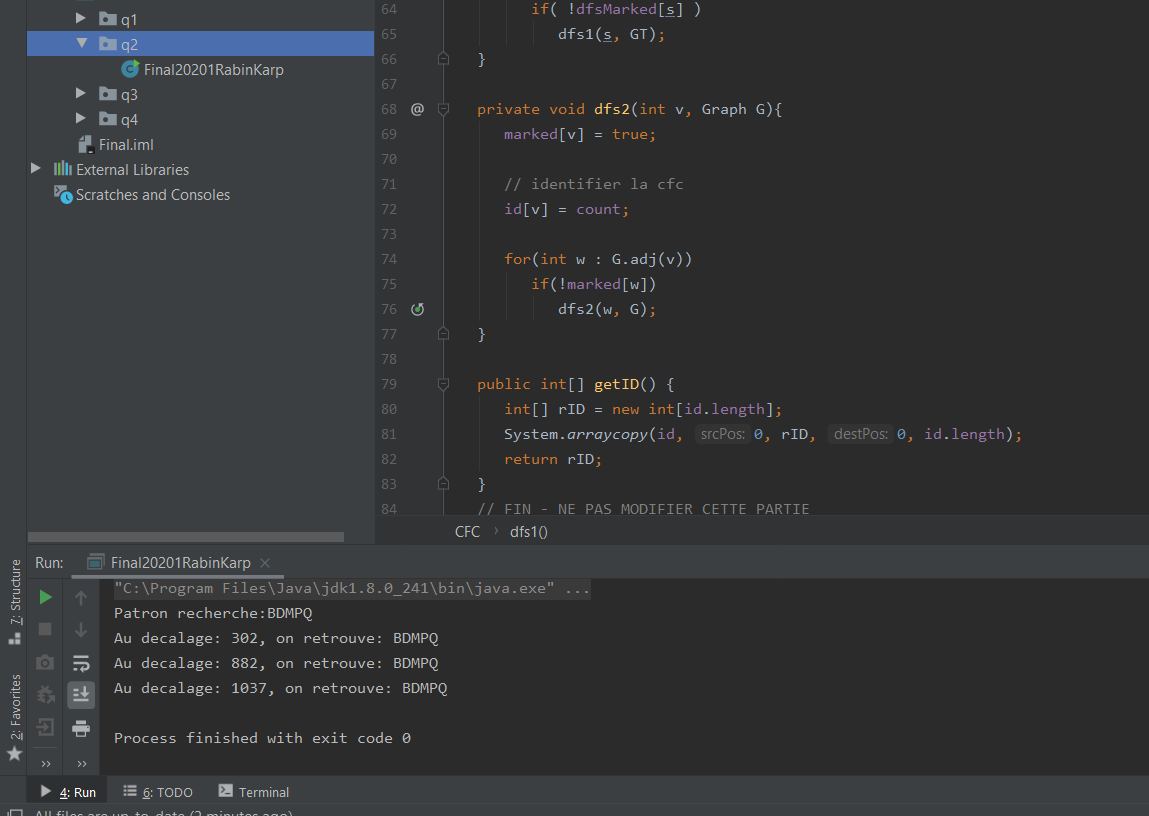 q1
q2
Final20201RabinKarp
q3
q4
Final.iml
External Libraries
Scratches and Consoles
64 if( !dfsMarked[s] )
65 dfs1(s, GT);
66 }
67
68 @ private void dfs2(int v, Graph G){
69 marked[v] = true;
70
71 // identifier la cfc
72 id[v] = count;
73
74 for(int w : G.adj(v))
75 if(!marked[w])
76 dfs2(w, G);
77 }
78
79 public int[] getID() {
80 int[] rID = new int[id.length];
81 System.arraycopy(id, srcPos: 0, rID, destPos: 0, id.length);
82 return rID;
83 }
84 // FIN - NE PAS MODIFIER CETTE PARTIE
CFC › dfs1()
Run: Final20201RabinKarp ×
"C:\Program Files\Java\jdk1.8.0_241\bin\java.exe" ...
Patron recherche:BDMPQ
Au decalage: 302, on retrouve: BDMPQ
Au decalage: 882, on retrouve: BDMPQ
Au decalage: 1037, on retrouve: BDMPQ
Process finished with exit code 0
7: Structure
2: Favorites
4: Run 6: TODO Terminal
All files are up-to-date (2 minutes ago)